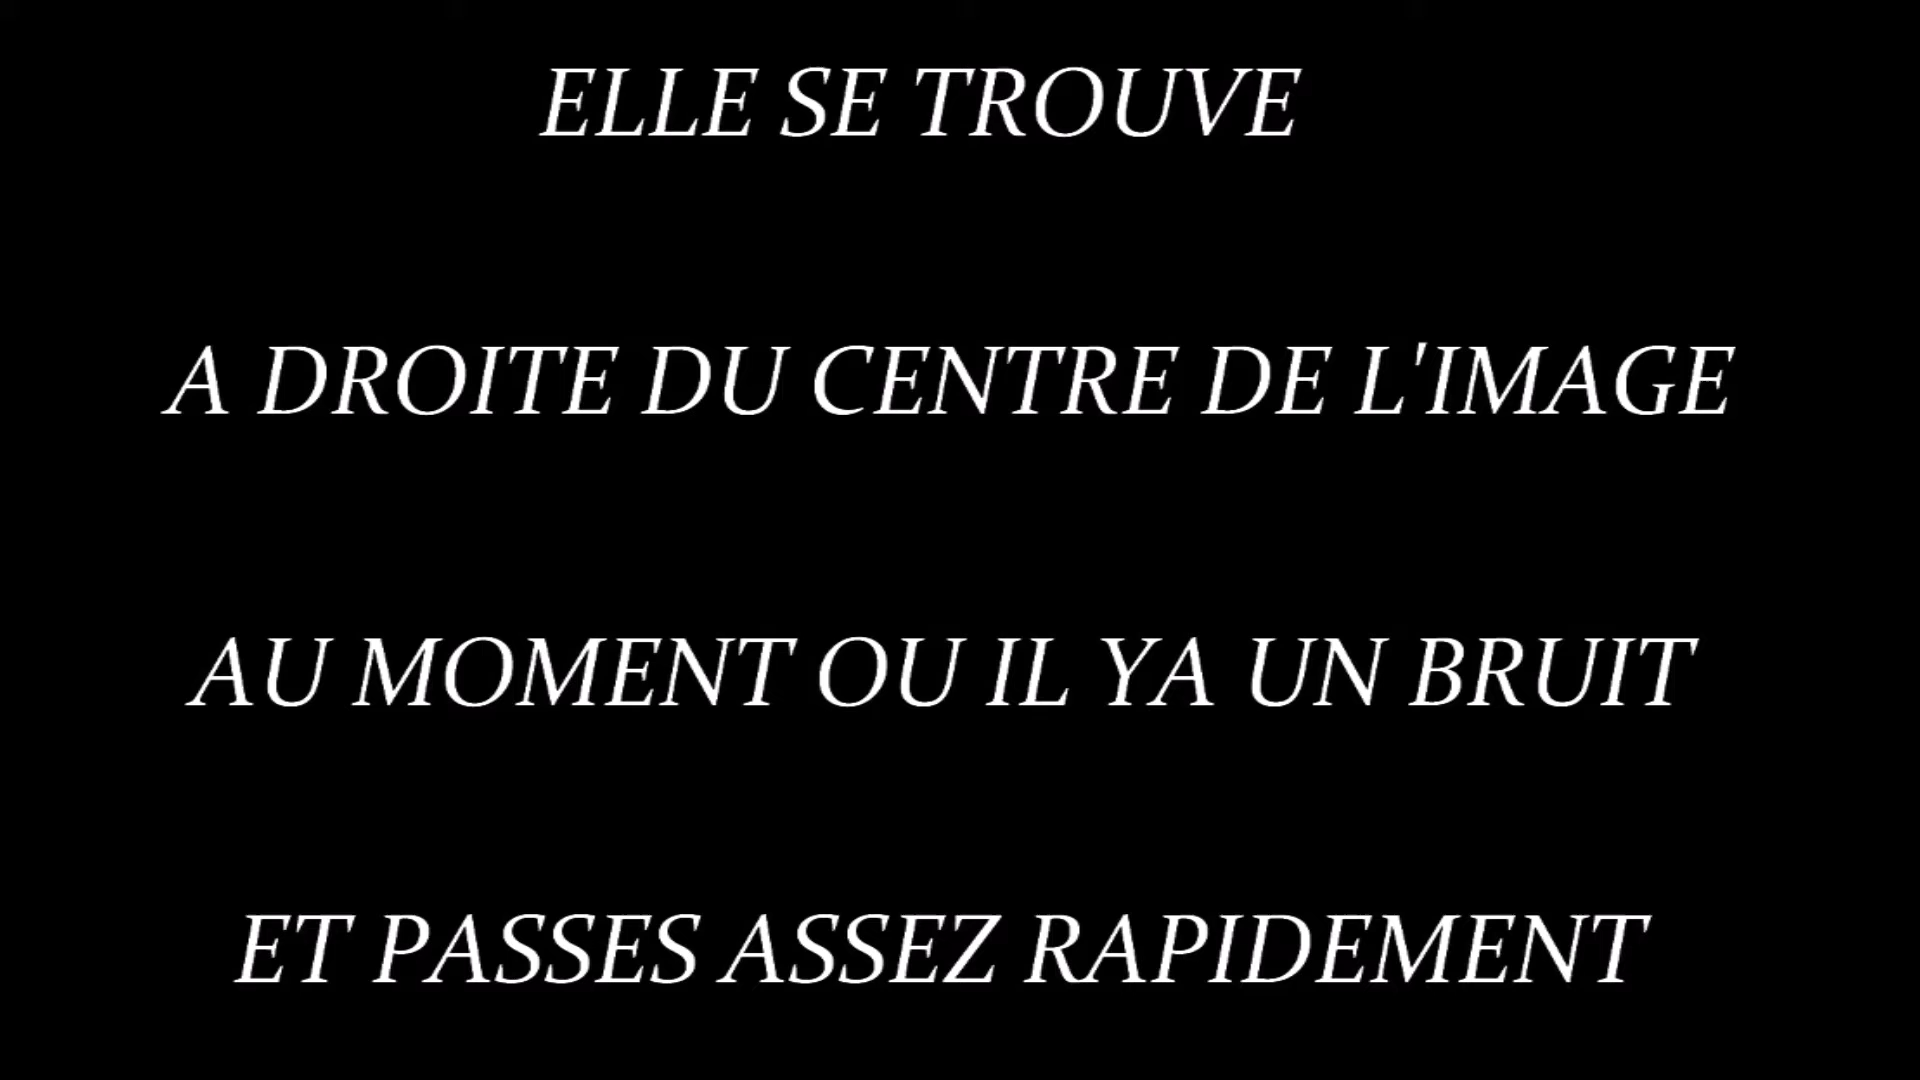 ELLE SE TROUVE
A DROITE DU CENTRE DE L'IMAGE
AU MOMENT OU IL YA UN BRUIT
ET PASSES ASSEZ RAPIDEMENT